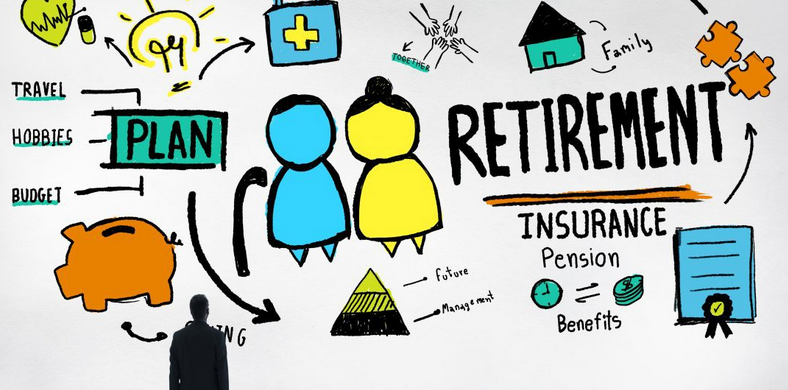 TOGETHER
Family
TRAVEL
HOBBIES
BUDGET
PLAN
RETIREMENT
INSURANCE
Pension
$
Benefits
Future
Management